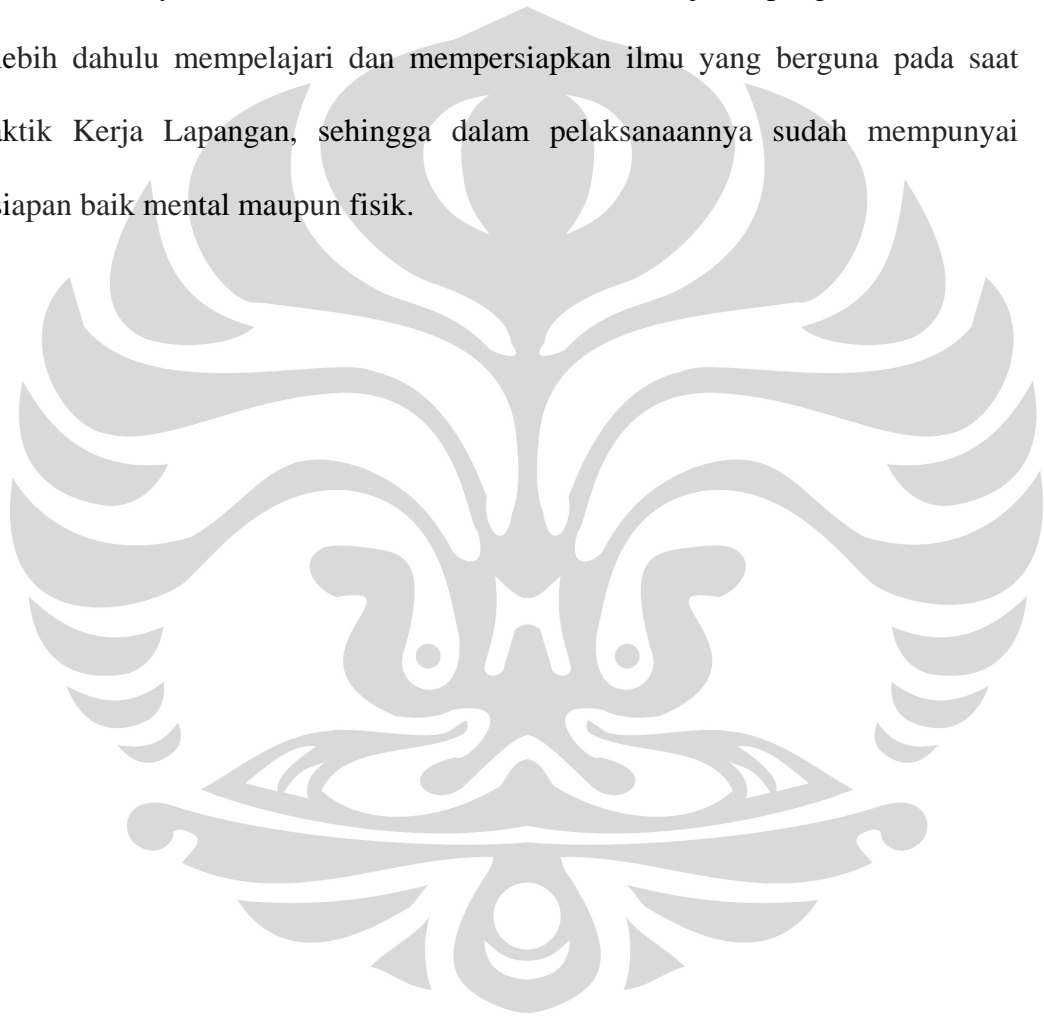 ebih dahulu mempelajari dan mempersiapkan ilmu yang berguna pada saat
aktik Kerja Lapangan, sehingga dalam pelaksanaannya sudah mempunyai
siapan baik mental maupun fisik.